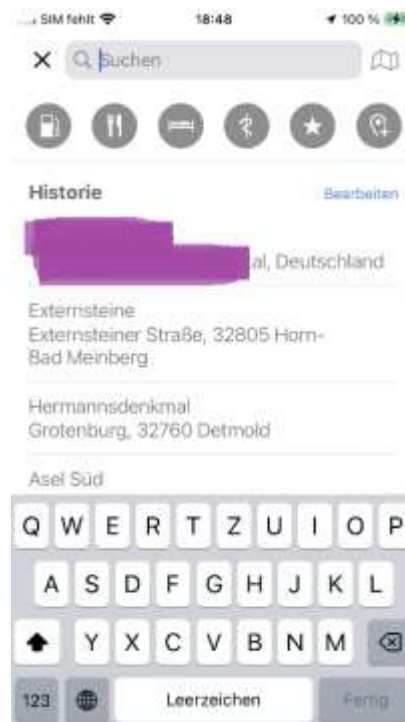 SIM fehlt 18:48 100 %
Suchen
Historie Bearbeiten
al, Deutschland
Externsteine
Externsteiner Straße, 32805 Horn-
Bad Meinberg
Hermannsdenkmal
Grotenburg, 32760 Detmold
Asel Süd
Q W E R T Z U I O P
A S D F G H J K L
Y X C V B N M
123 Leerzeichen Fertig